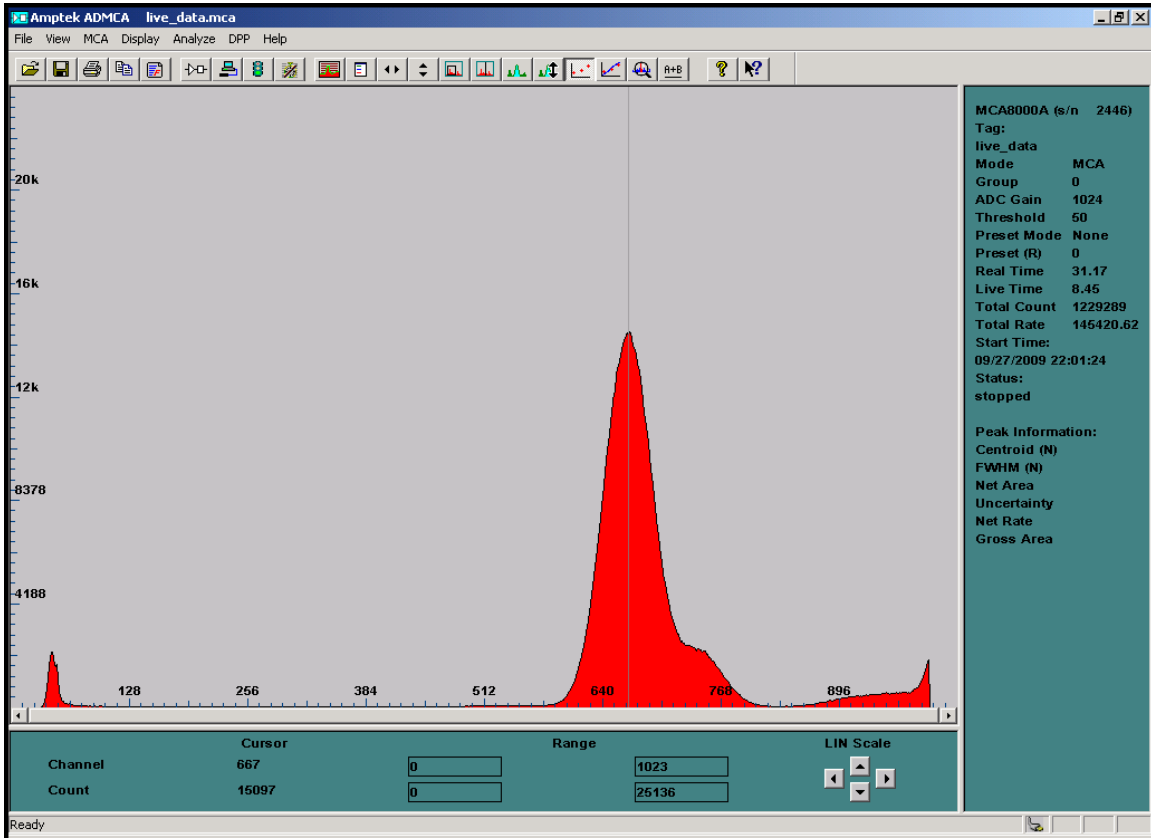 Amptek ADMCA live_data.mca
File View MCA Display Analyze DPP Help
A+B
20k
16k
12k
8378
4188
128 256 384 512 640 768 896
MCA8000A (s/n 2446)
Tag:
live_data
Mode MCA
Group 0
ADC Gain 1024
Threshold 50
Preset Mode None
Preset (R) 0
Real Time 31.17
Live Time 8.45
Total Count 1229289
Total Rate 145420.62
Start Time:
09/27/2009 22:01:24
Status:
stopped
Peak Information:
Centroid (N)
FWHM (N)
Net Area
Uncertainty
Net Rate
Gross Area
Cursor Range LIN Scale
Channel 667 0 1023
Count 15097 0 25136
Ready